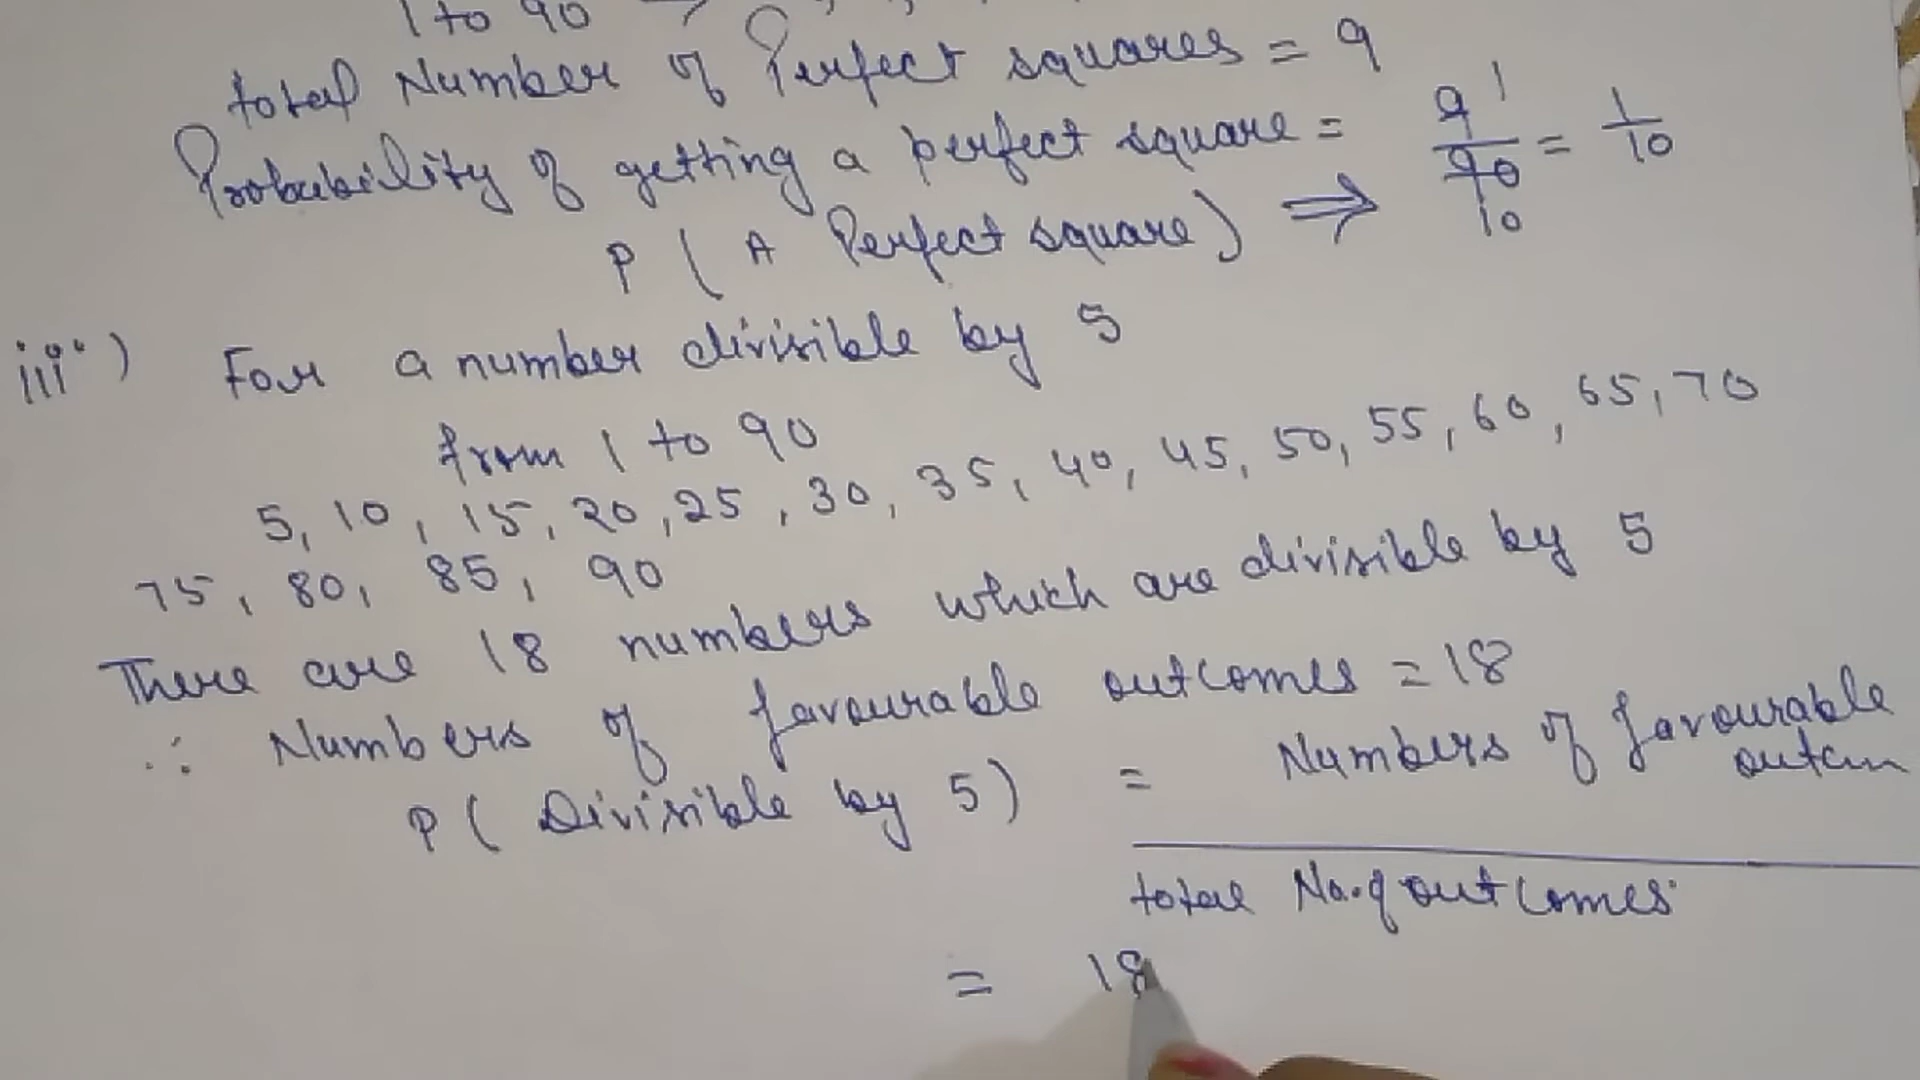 1 to 90 →
total Number of Perfect squares = 9
Probability of getting a perfect square = 9/90 1 10 = 1/10
P ( A Perfect square) ⇒
iii) For a number divisible by 5
from 1 to 90
5, 10, 15, 20, 25, 30, 35, 40, 45, 50, 55, 60, 65, 70
75, 80, 85, 90
There are 18 numbers which are divisible by 5
∴ Numbers of favourable outcomes = 18
P ( Divisible by 5) = Numbers of favourable
total No. of outcomes
= 18